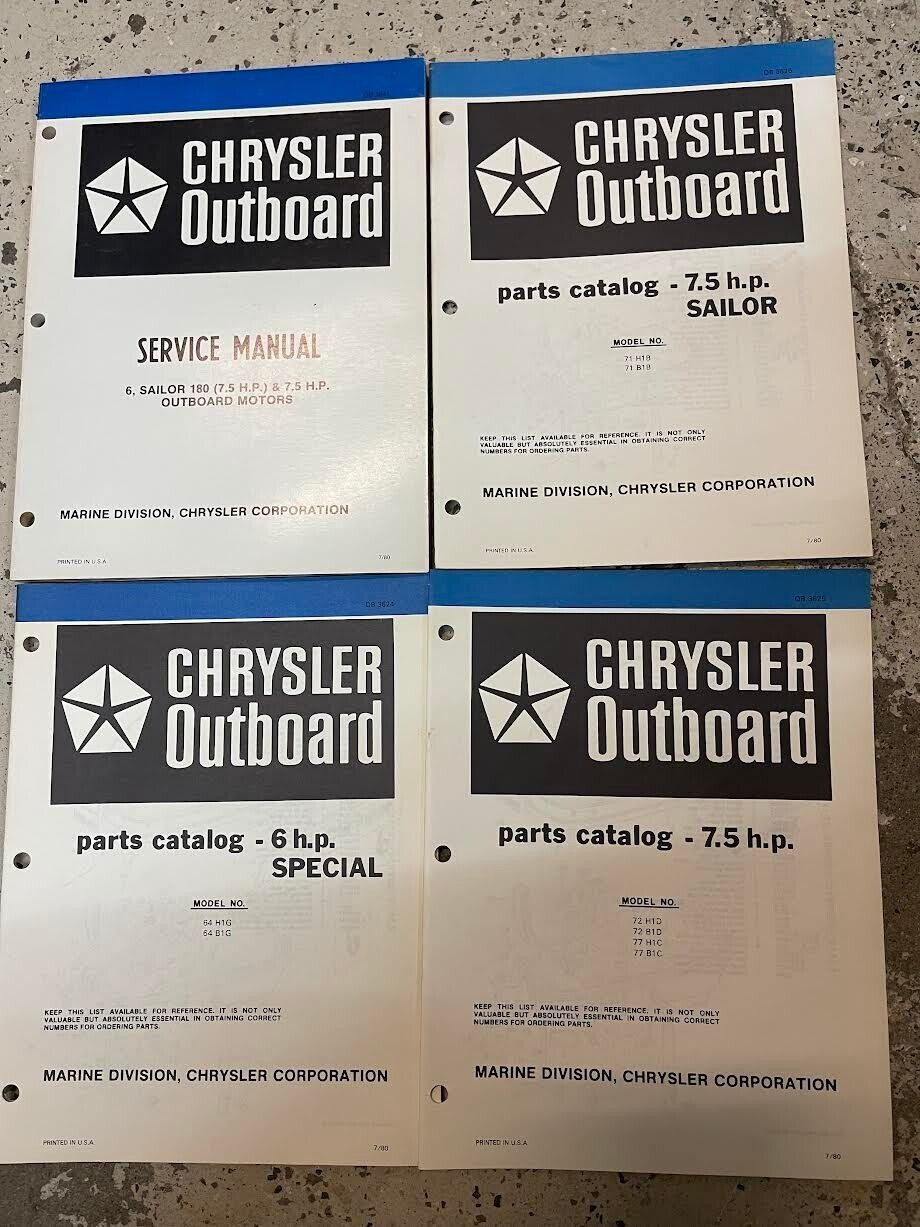 CHRYSLER
Outboard
SERVICE MANUAL
6, SAILOR 180 (7.5 H.P.) & 7.5 H.P.
OUTBOARD MOTORS
MARINE DIVISION, CHRYSLER CORPORATION
PRINTED IN U.S.A.
7/80
OB 3626
CHRYSLER
Outboard
parts catalog - 7.5 h.p.
SAILOR
MODEL NO.
71 H1B
71 B1B
KEEP THIS LIST AVAILABLE FOR REFERENCE. IT IS NOT ONLY
VALUABLE BUT ABSOLUTELY ESSENTIAL IN OBTAINING CORRECT
NUMBERS FOR ORDERING PARTS.
MARINE DIVISION, CHRYSLER CORPORATION
PRINTED IN U.S.A.
7/80
OB 3624
CHRYSLER
Outboard
parts catalog - 6 h.p.
SPECIAL
MODEL NO.
64 H1G
64 B1G
KEEP THIS LIST AVAILABLE FOR REFERENCE. IT IS NOT ONLY
VALUABLE BUT ABSOLUTELY ESSENTIAL IN OBTAINING CORRECT
NUMBERS FOR ORDERING PARTS.
MARINE DIVISION, CHRYSLER CORPORATION
PRINTED IN U.S.A.
7/80
OB 3625
CHRYSLER
Outboard
parts catalog - 7.5 h.p.
MODEL NO.
72 H1D
72 B1D
77 H1C
77 B1C
KEEP THIS LIST AVAILABLE FOR REFERENCE. IT IS NOT ONLY
VALUABLE BUT ABSOLUTELY ESSENTIAL IN OBTAINING CORRECT
NUMBERS FOR ORDERING PARTS.
MARINE DIVISION, CHRYSLER CORPORATION
PRINTED IN U.S.A.
7/80